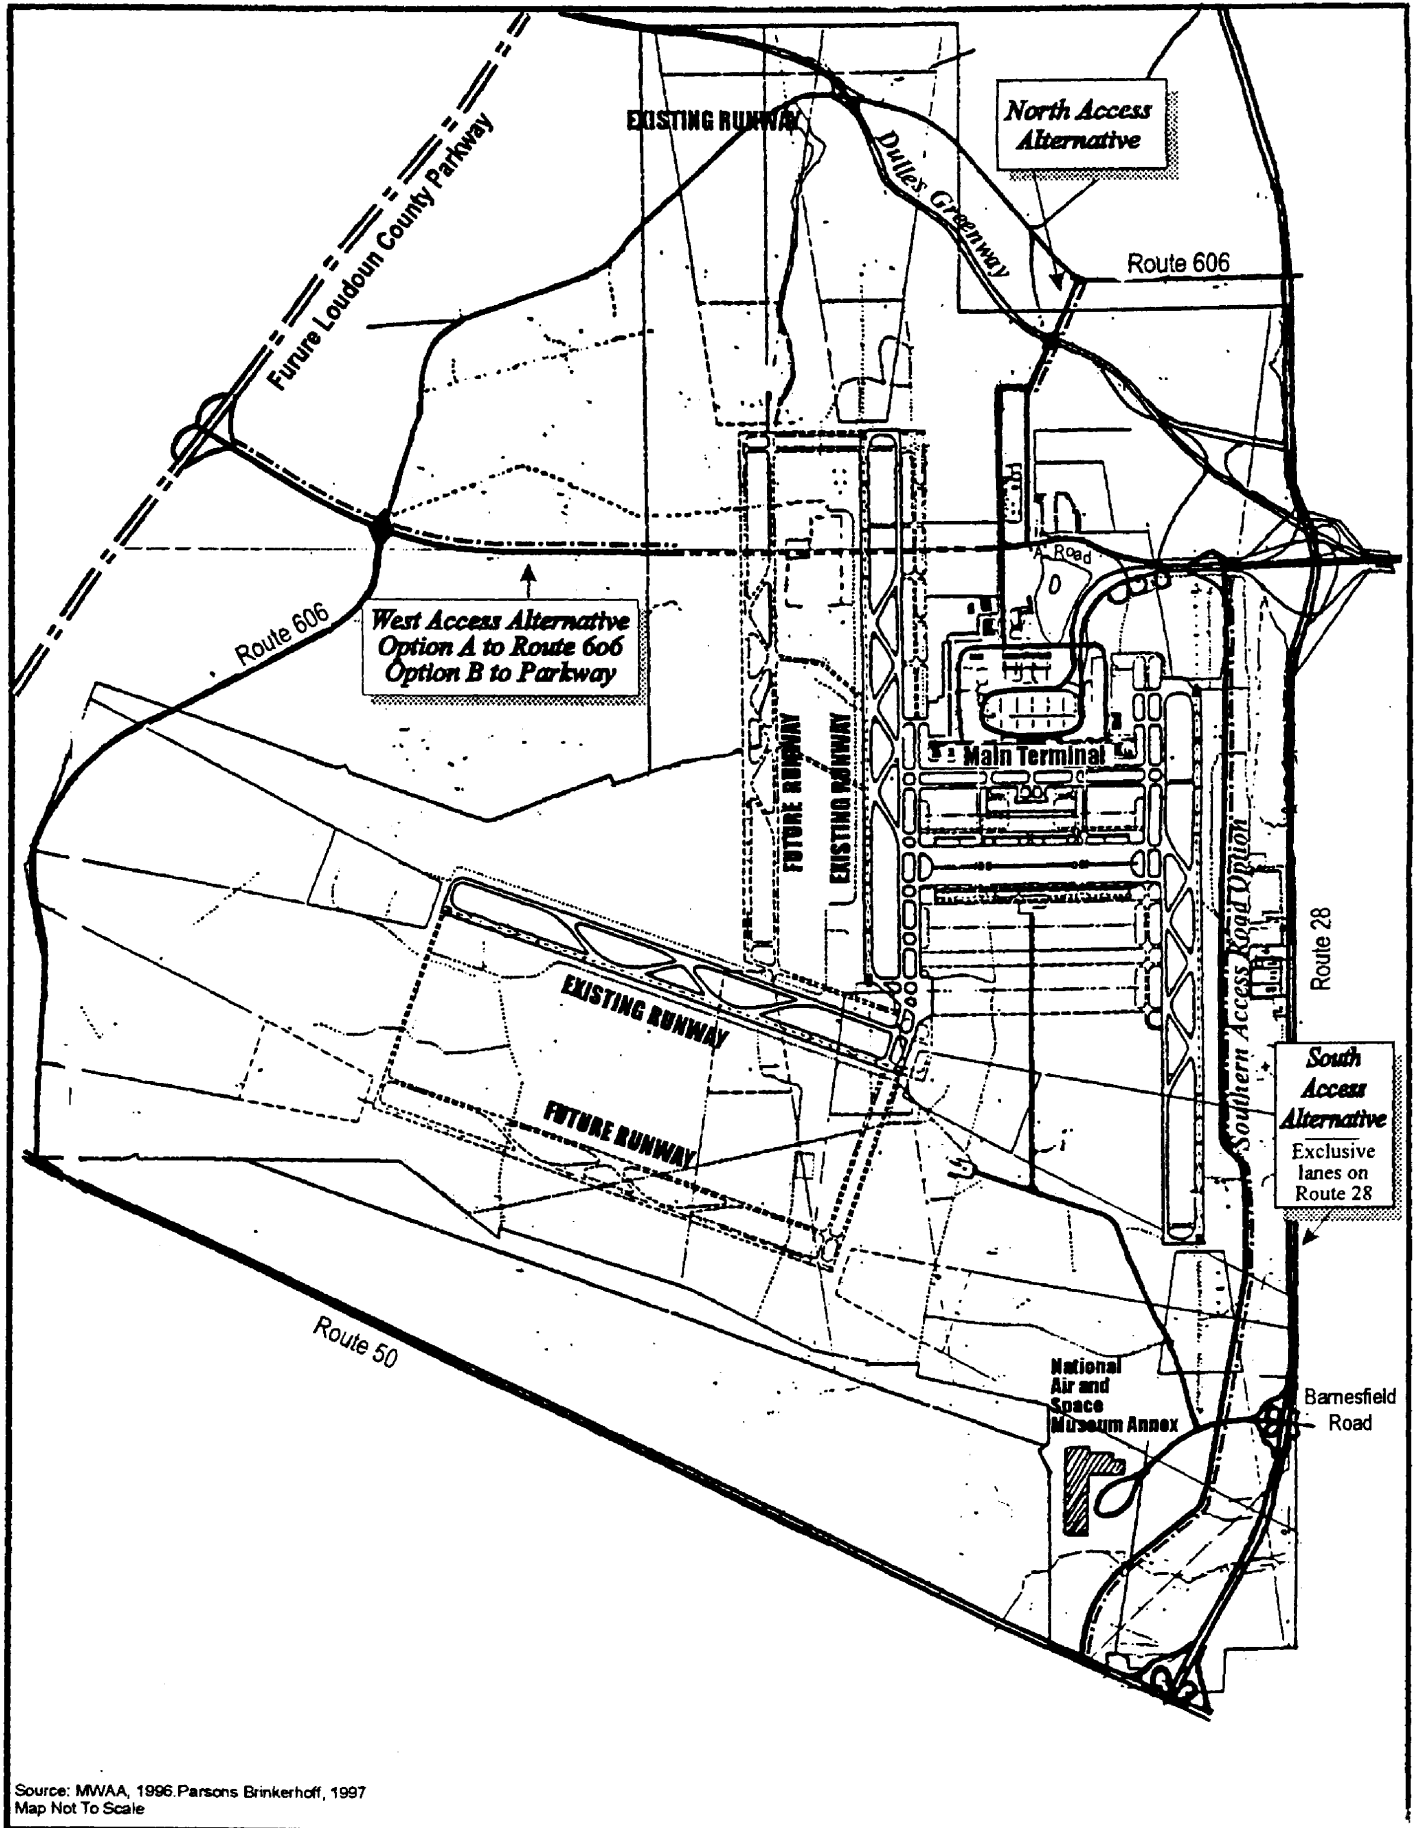 EXISTING RUNWAY
North Access
Alternative
Furure Loudoun County Parkway
Dulles Greenway
Route 606
A Road
Route 606
West Access Alternative
Option A to Route 606
Option B to Parkway
Main Terminal
FUTURE RUNWAY
EXISTING RUNWAY
Southern Access Road Option
Route 28
EXISTING RUNWAY
South
Access
Alternative
Exclusive
lanes on
Route 28
FUTURE RUNWAY
Route 50
National
Air and
Space
Museum Annex
Barnesfield
Road
Source: MWAA, 1996.Parsons Brinkerhoff, 1997
Map Not To Scale